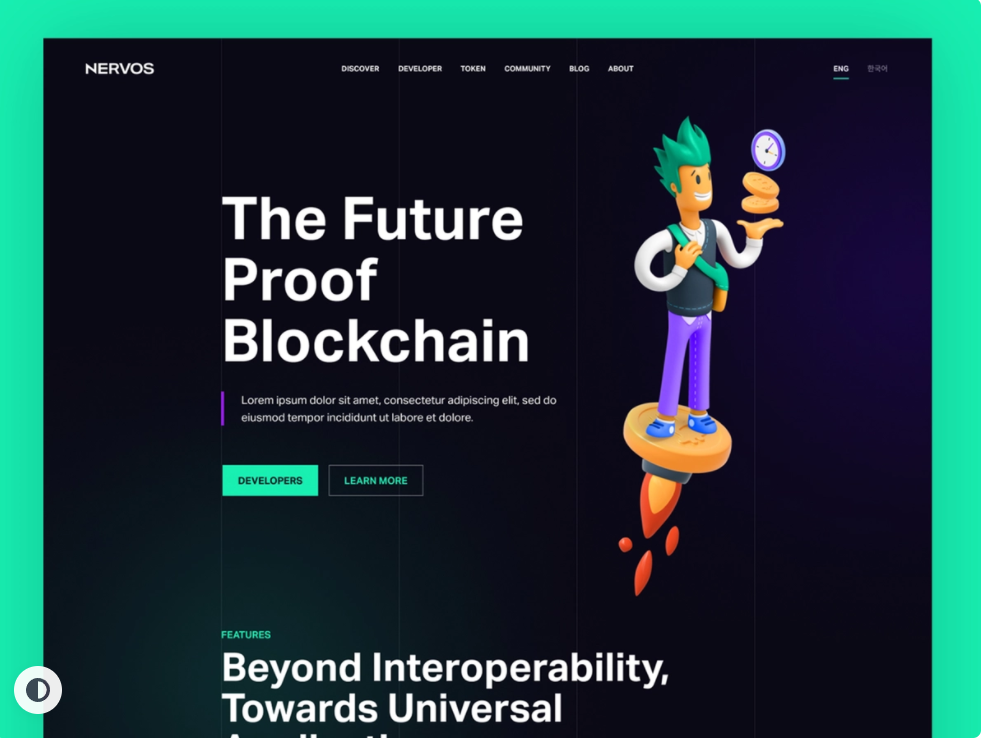 NERVOS
DISCOVER DEVELOPER TOKEN COMMUNITY BLOG ABOUT
ENG 한국어
The Future
Proof
Blockchain
Lorem ipsum dolor sit amet, consectetur adipiscing elit, sed do
eiusmod tempor incididunt ut labore et dolore.
DEVELOPERS LEARN MORE
FEATURES
Beyond Interoperability,
Towards Universal